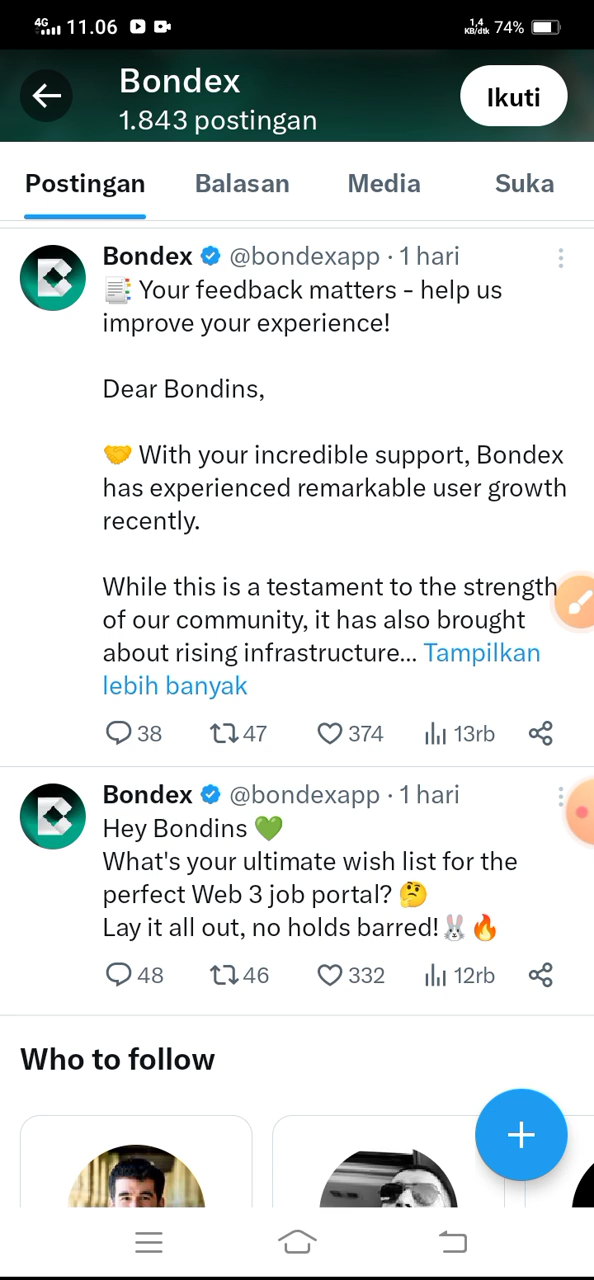 4G 11.06 1,4 KB/dtk 74%
Bondex
1.843 postingan
Ikuti
Postingan Balasan Media Suka
Bondex @bondexapp · 1 hari
📑 Your feedback matters - help us
improve your experience!
Dear Bondins,
🤝 With your incredible support, Bondex
has experienced remarkable user growth
recently.
While this is a testament to the strength
of our community, it has also brought
about rising infrastructure... Tampilkan
lebih banyak
38 47 374 13rb
Bondex @bondexapp · 1 hari
Hey Bondins 💚
What's your ultimate wish list for the
perfect Web 3 job portal? 🤔
Lay it all out, no holds barred!🐰🔥
48 46 332 12rb
Who to follow